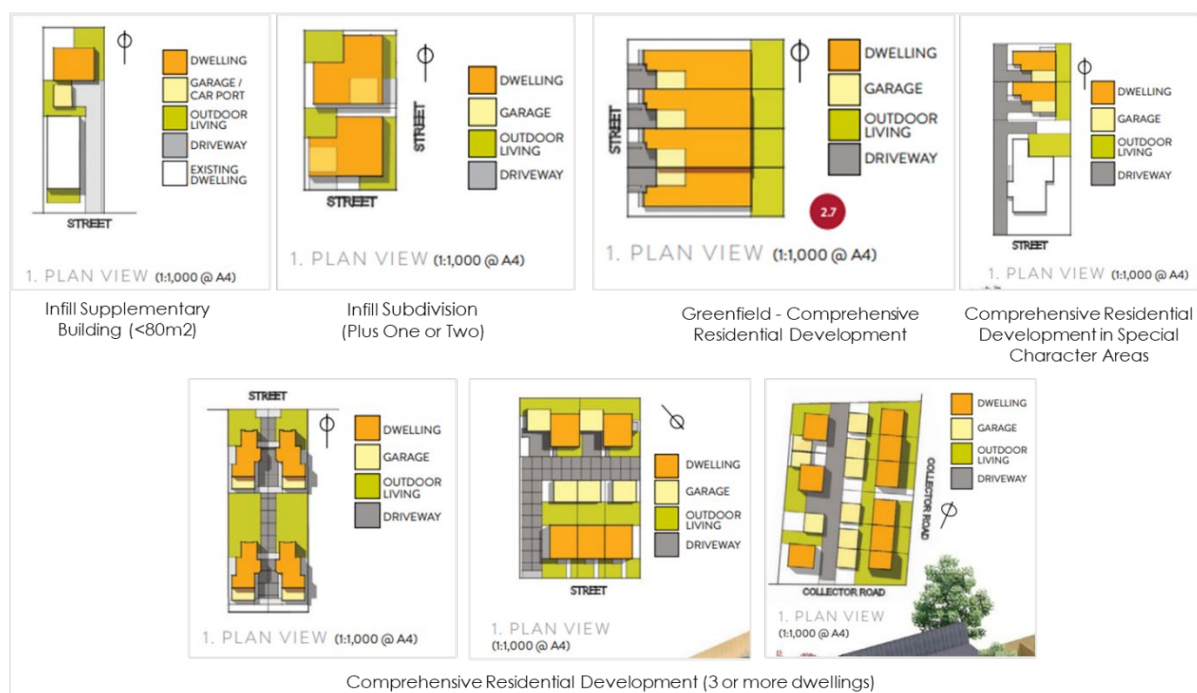 DWELLING
GARAGE /
CAR PORT
OUTDOOR
LIVING
DRIVEWAY
EXISTING
DWELLING
STREET
1. PLAN VIEW (1:1,000 @ A4)
Infill Supplementary
Building (<80m2)
DWELLING
GARAGE
OUTDOOR
LIVING
DRIVEWAY
STREET
STREET
1. PLAN VIEW (1:1,000 @ A4)
Infill Subdivision
(Plus One or Two)
STREET
DWELLING
GARAGE
OUTDOOR
LIVING
DRIVEWAY
2.7
1. PLAN VIEW (1:1,000 @ A4)
Greenfield - Comprehensive
Residential Development
DWELLING
GARAGE
OUTDOOR
LIVING
DRIVEWAY
STREET
1. PLAN VIEW (1:1,000 @ A4)
Comprehensive Residential
Development in Special
Character Areas
STREET
DWELLING
GARAGE
OUTDOOR
LIVING
DRIVEWAY
1. PLAN VIEW (1:1,000 @ A4)
DWELLING
GARAGE
OUTDOOR
LIVING
DRIVEWAY
STREET
1. PLAN VIEW
(1:1,000 @ A4)
DWELLING
GARAGE
OUTDOOR
LIVING
DRIVEWAY
COLLECTOR ROAD
COLLECTOR ROAD
1. PLAN VIEW
(1:1,000 @ A4)
Comprehensive Residential Development (3 or more dwellings)